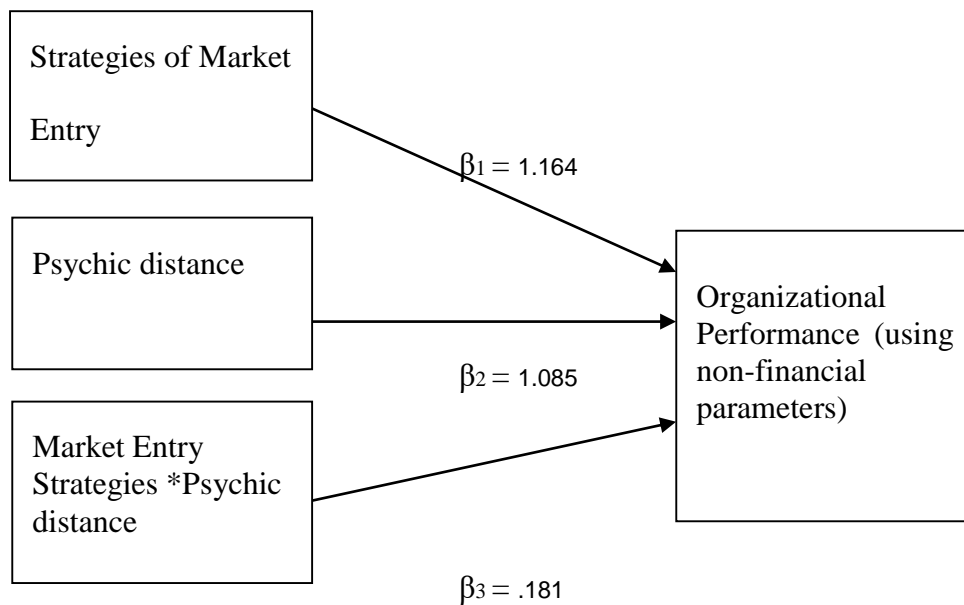 Strategies of Market
Entry
β1 = 1.164
Psychic distance
β2 = 1.085
Market Entry
Strategies *Psychic
distance
β3 = .181
Organizational
Performance (using
non-financial
parameters)